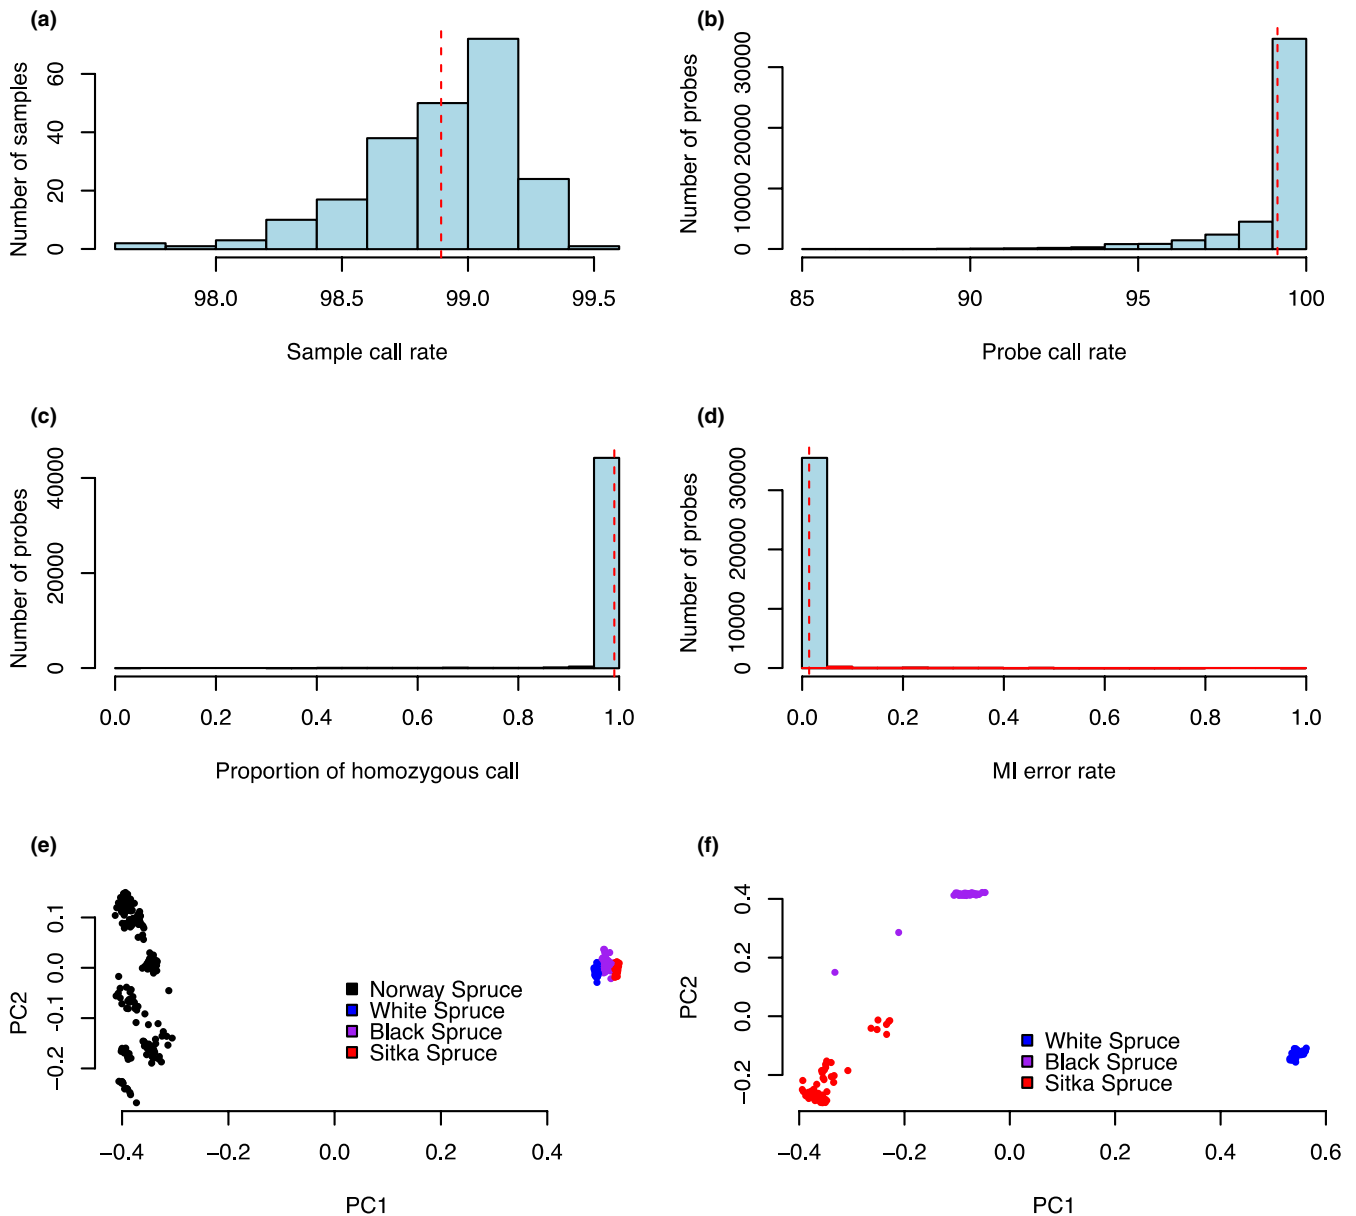 (a)
Number of samples
60
40
20
0
98.0 98.5 99.0 99.5
Sample call rate
(b)
Number of probes
30000
20000
10000
0
85 90 95 100
Probe call rate
(c)
Number of probes
40000
20000
0
0.0 0.2 0.4 0.6 0.8 1.0
Proportion of homozygous call
(d)
Number of probes
30000
20000
10000
0
0.0 0.2 0.4 0.6 0.8 1.0
MI error rate
(e)
PC2
0.1
0.0
−0.1
−0.2
Norway Spruce
White Spruce
Black Spruce
Sitka Spruce
−0.4 −0.2 0.0 0.2 0.4
PC1
(f)
PC2
0.4
0.2
0.0
−0.2
White Spruce
Black Spruce
Sitka Spruce
−0.4 −0.2 0.0 0.2 0.4 0.6
PC1